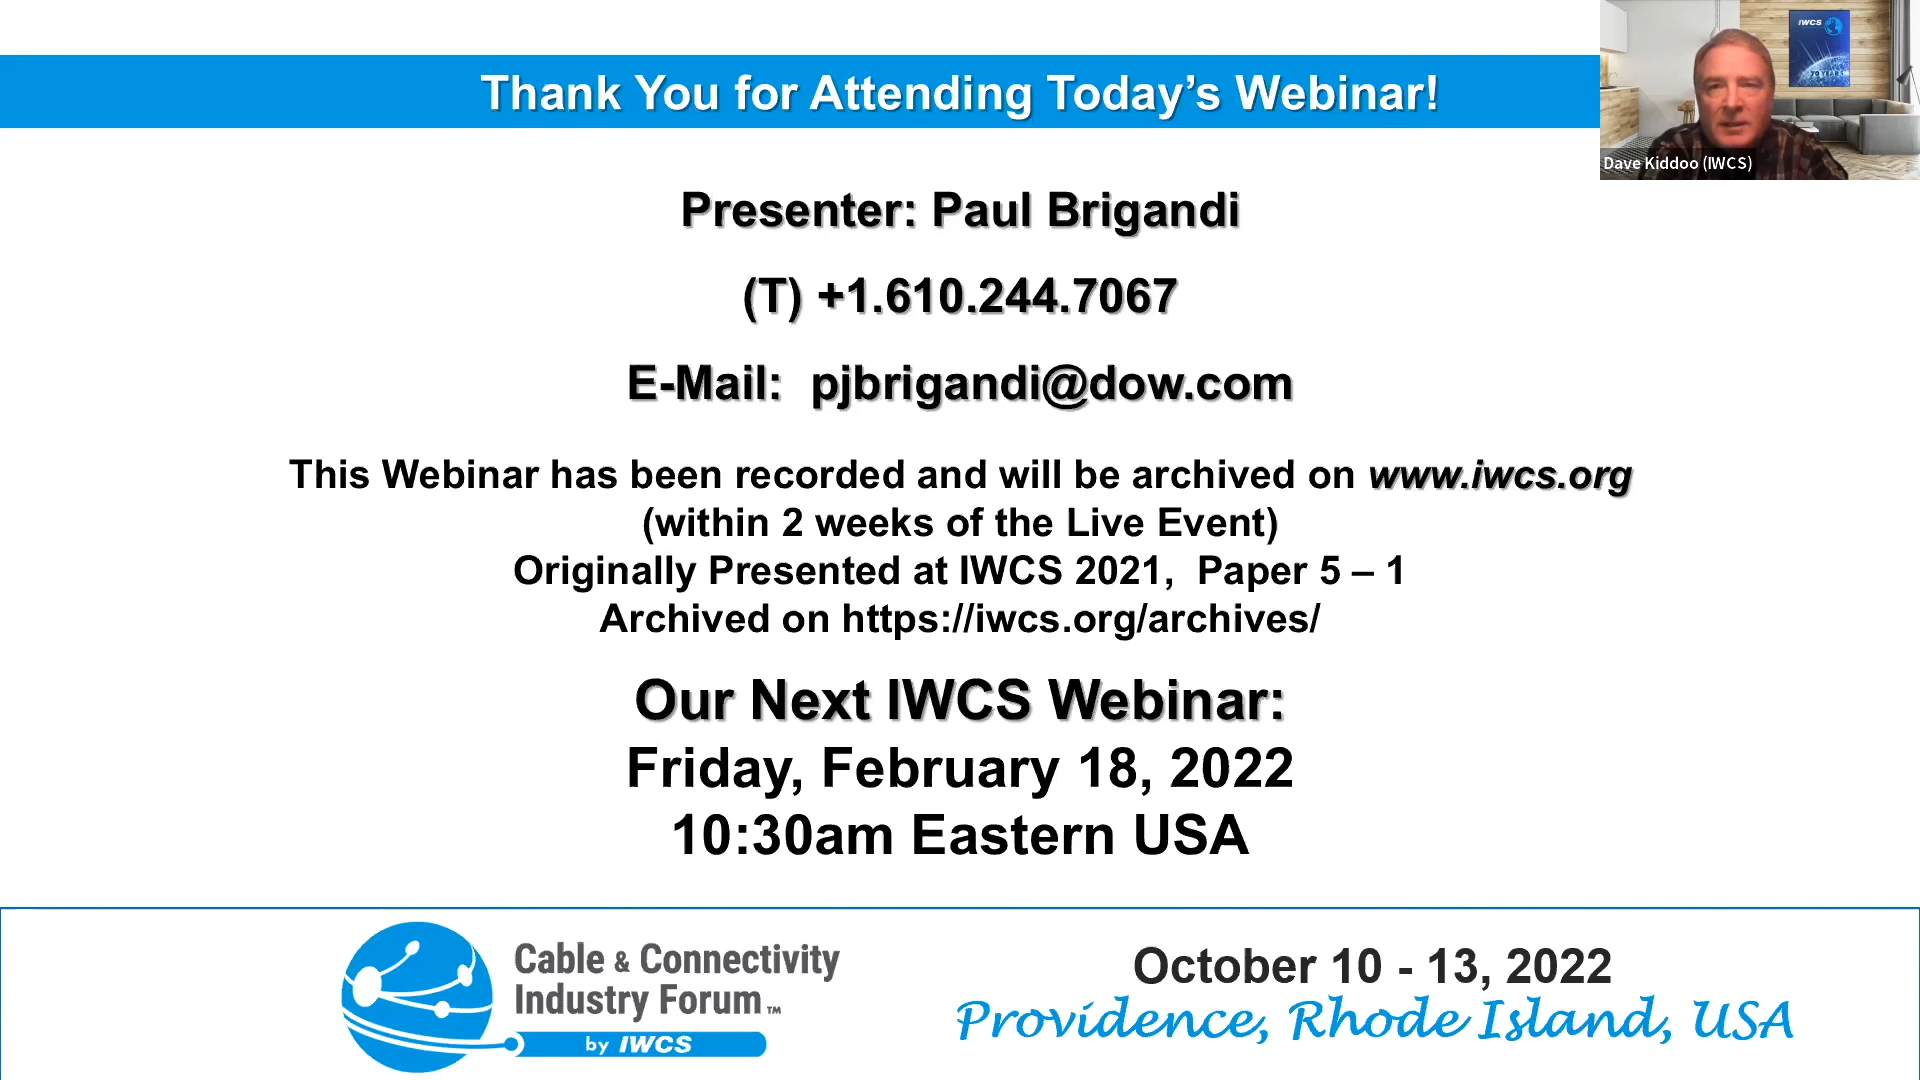 Thank You for Attending Today’s Webinar!
IWCS
70 YEARS
Dave Kiddoo (IWCS)
Presenter: Paul Brigandi
(T) +1.610.244.7067
E-Mail:  pjbrigandi@dow.com
This Webinar has been recorded and will be archived on www.iwcs.org
(within 2 weeks of the Live Event)
Originally Presented at IWCS 2021,  Paper 5 – 1
Archived on https://iwcs.org/archives/
Our Next IWCS Webinar:
Friday, February 18, 2022
10:30am Eastern USA
Cable & Connectivity
Industry Forum™
by IWCS
October 10 - 13, 2022
Providence, Rhode Island, USA